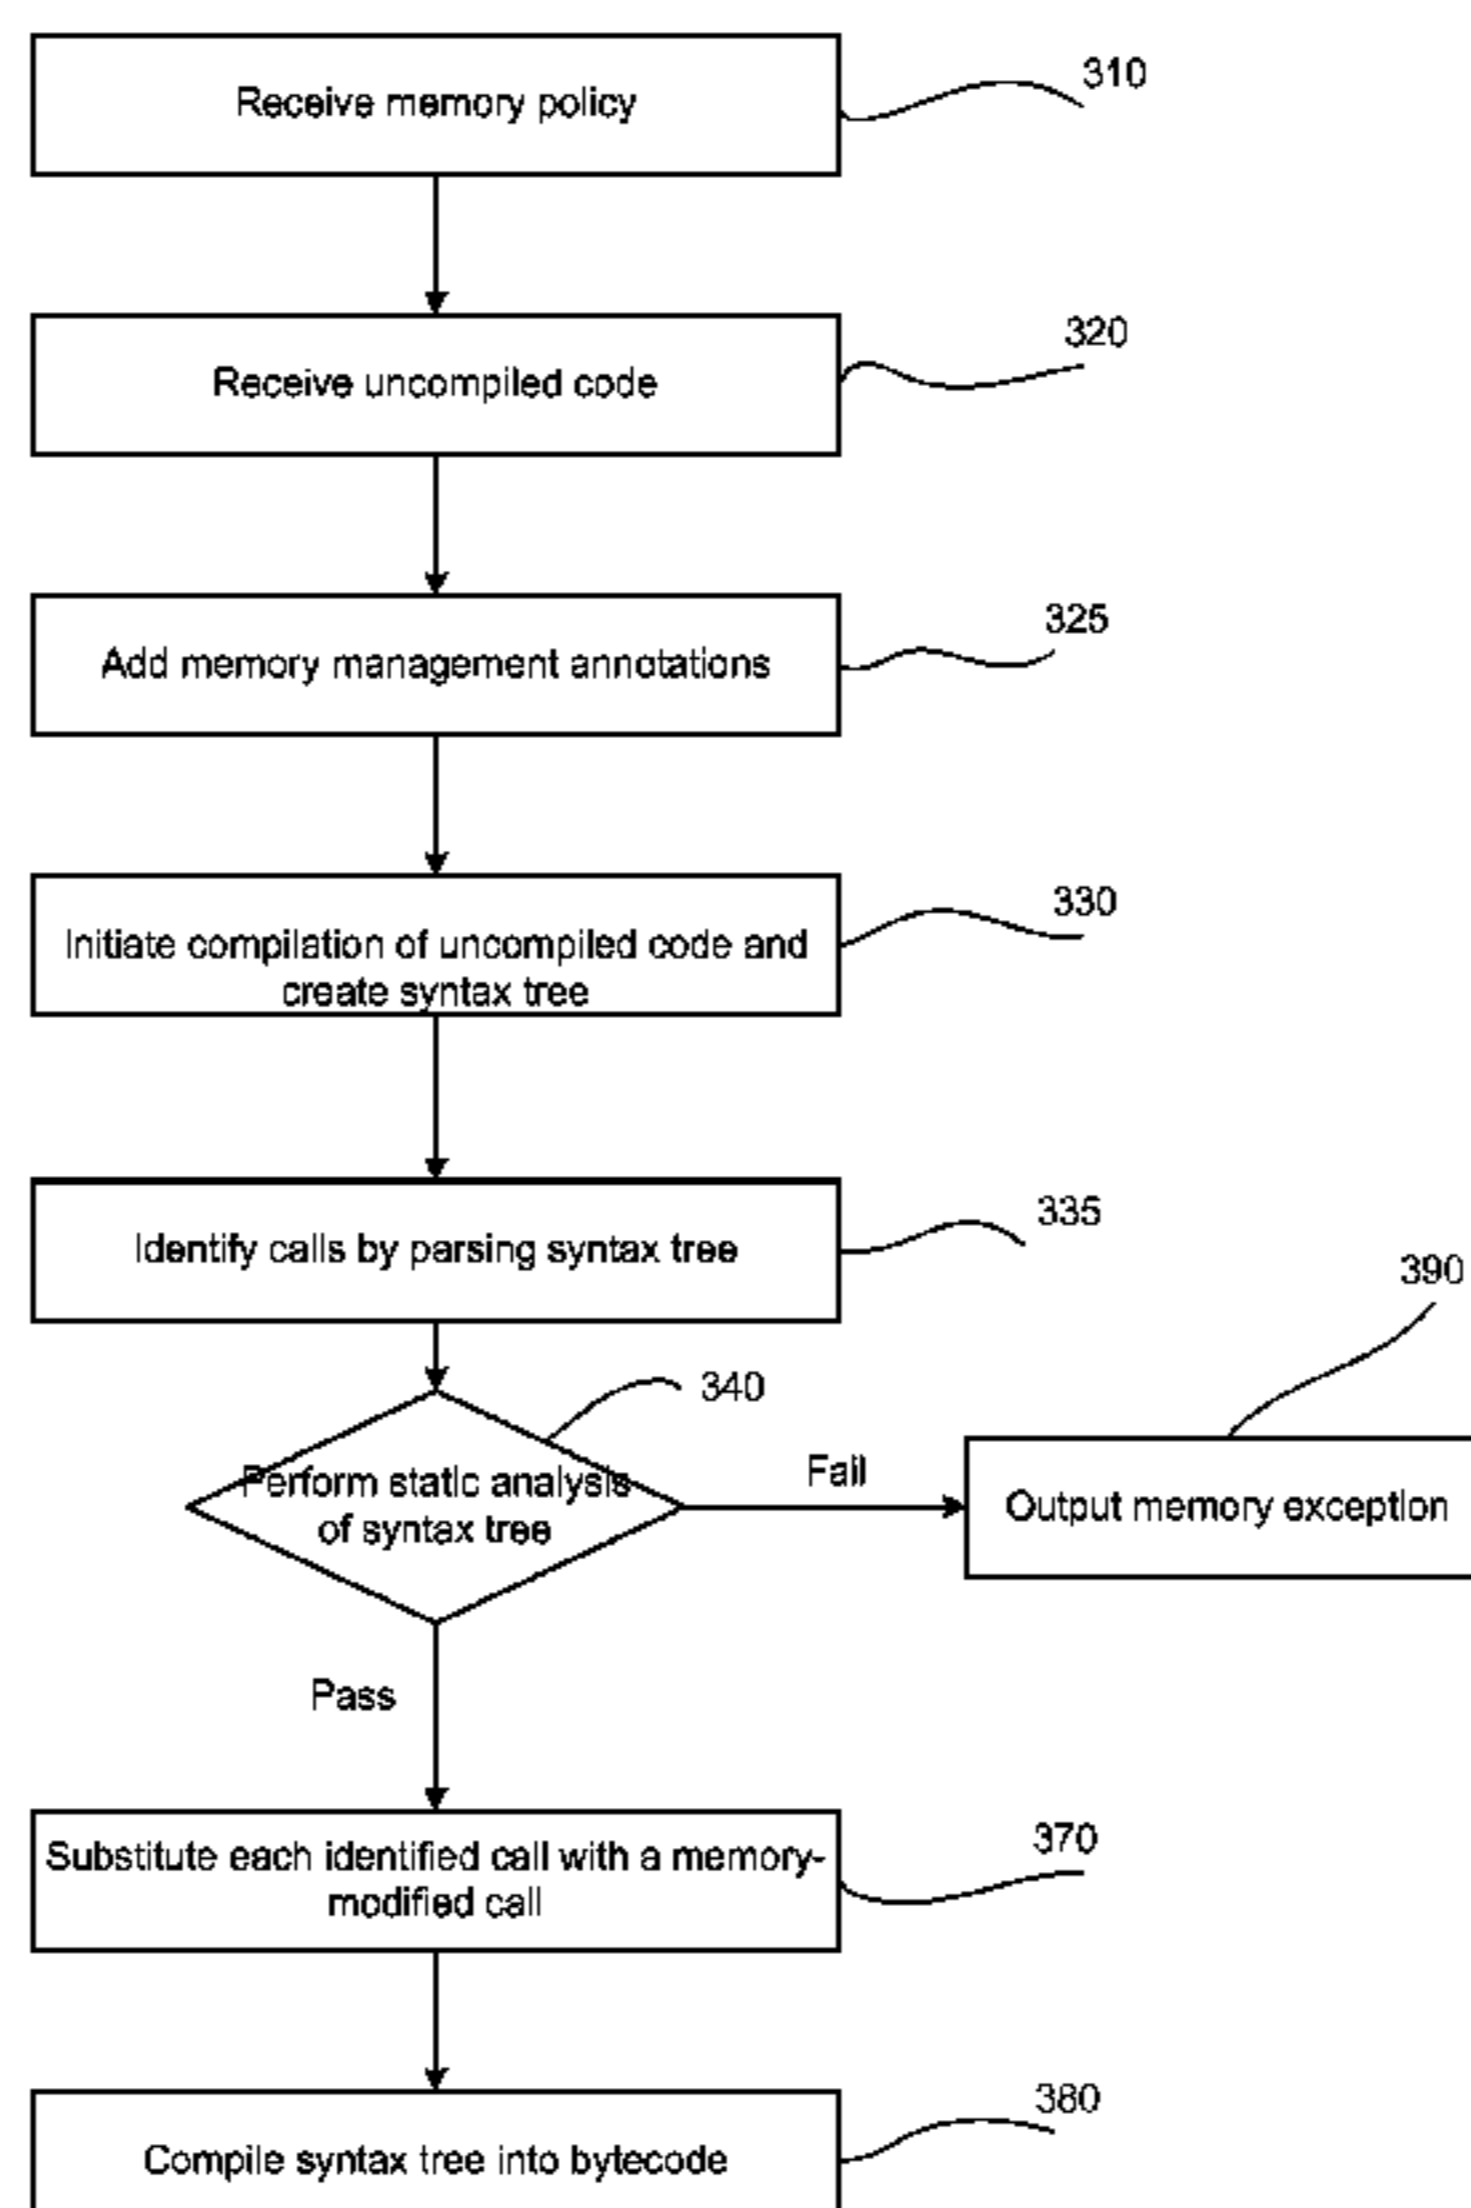 Receive memory policy
310
Receive uncompiled code
320
Add memory management annotations
325
Initiate compilation of uncompiled code and
create syntax tree
330
Identify calls by parsing syntax tree
335
390
340
Perform static analysis
of syntax tree
Fail
Output memory exception
Pass
Substitute each identified call with a memory-
modified call
370
Compile syntax tree into bytecode
380